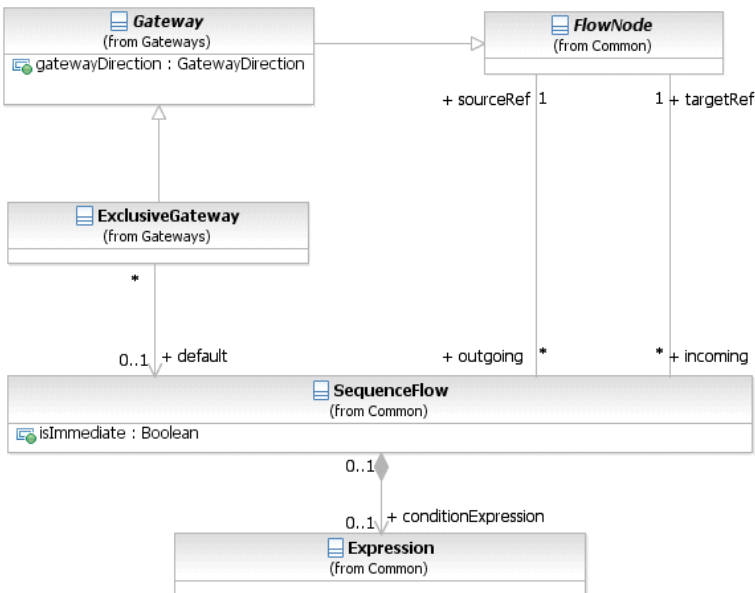 Gateway
(from Gateways)
gatewayDirection : GatewayDirection
FlowNode
(from Common)
+ sourceRef 1
1 + targetRef
ExclusiveGateway
(from Gateways)
*
0..1 + default
+ outgoing *
* + incoming
SequenceFlow
(from Common)
isImmediate : Boolean
0..1
0..1 + conditionExpression
Expression
(from Common)